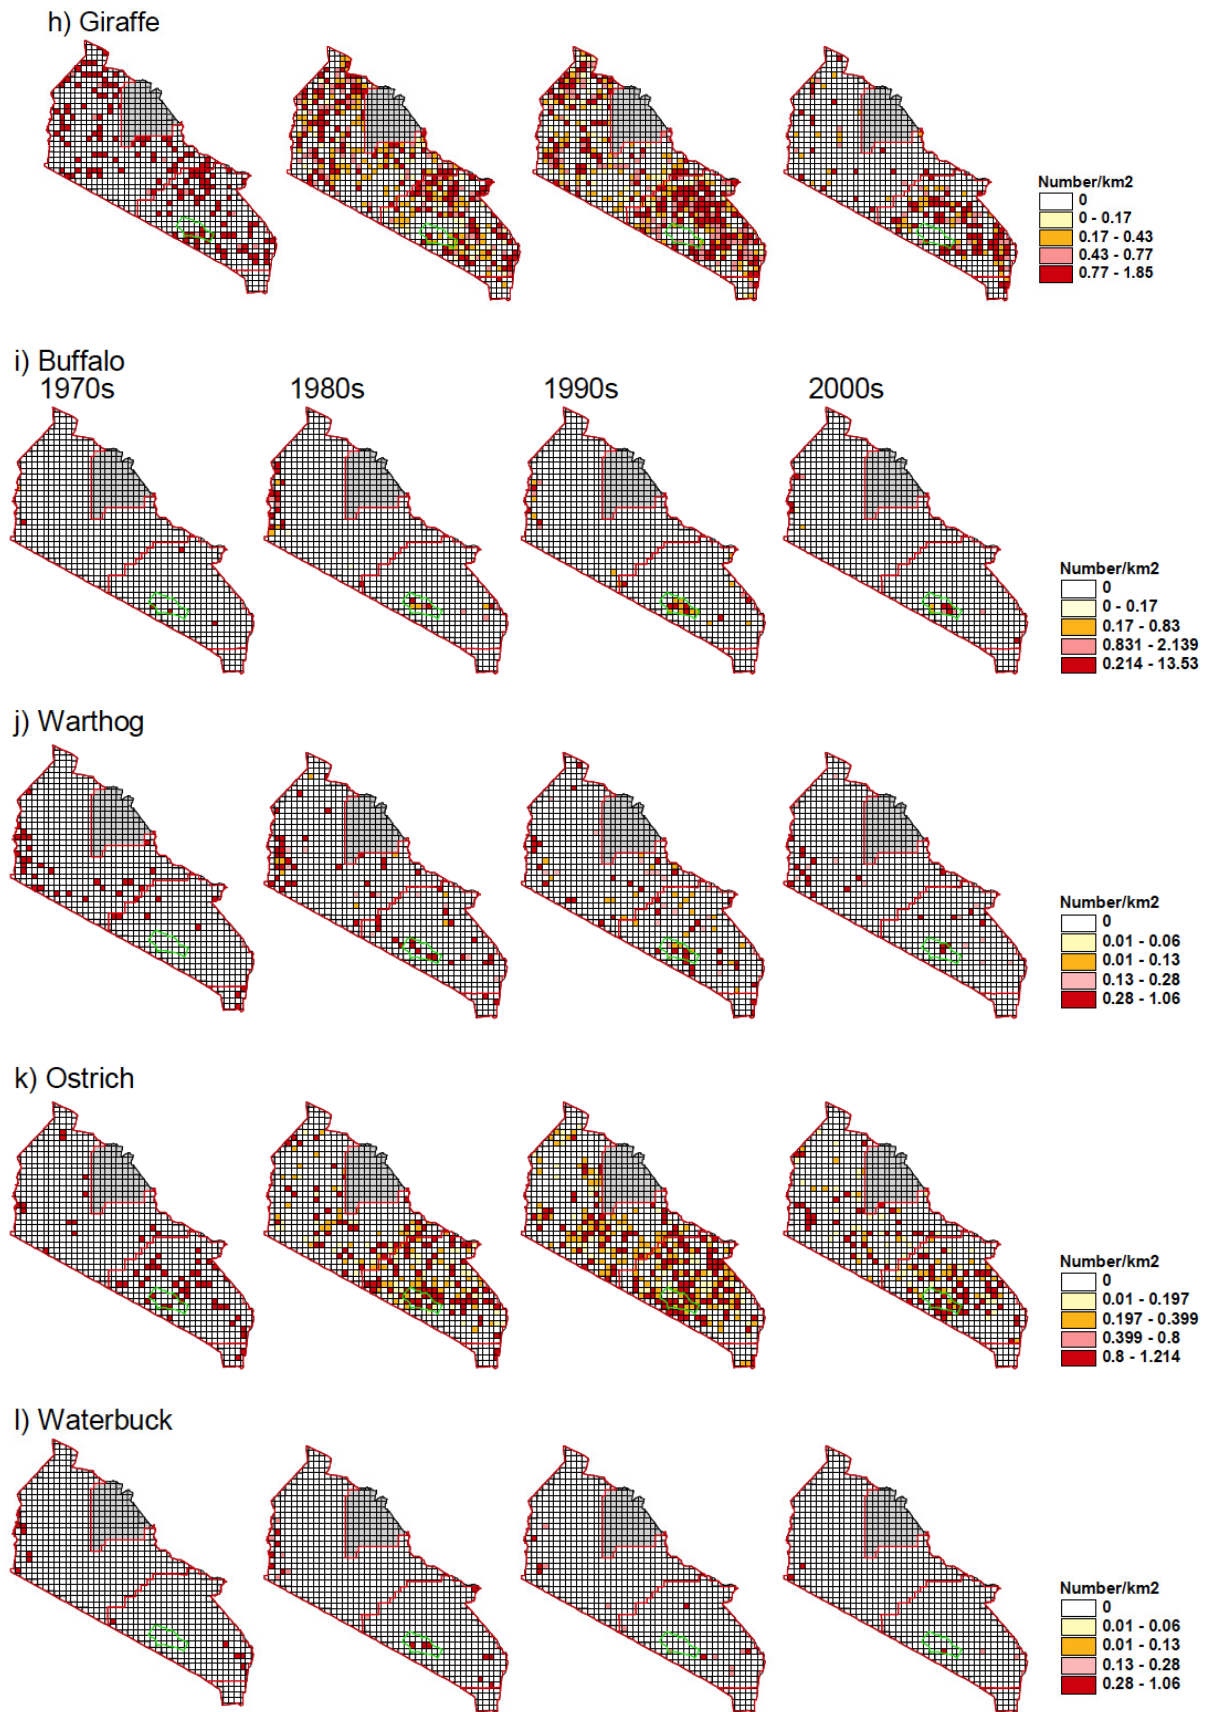 h) Giraffe
Number/km2
0
0 - 0.17
0.17 - 0.43
0.43 - 0.77
0.77 - 1.85
i) Buffalo
1970s 1980s 1990s 2000s
Number/km2
0
0 - 0.17
0.17 - 0.83
0.831 - 2.139
0.214 - 13.53
j) Warthog
Number/km2
0
0.01 - 0.06
0.01 - 0.13
0.13 - 0.28
0.28 - 1.06
k) Ostrich
Number/km2
0
0.01 - 0.197
0.197 - 0.399
0.399 - 0.8
0.8 - 1.214
l) Waterbuck
Number/km2
0
0.01 - 0.06
0.01 - 0.13
0.13 - 0.28
0.28 - 1.06